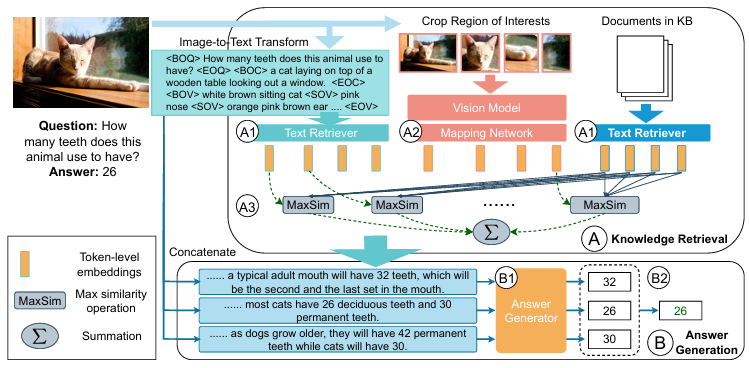 Crop Region of Interests
Documents in KB
Image-to-Text Transform
<BOQ> How many teeth does this animal use to
have? <EOQ> <BOC> a cat laying on top of a
wooden table looking out a window. <EOC>
<BOV> white brown sitting cat <SOV> pink
nose <SOV> orange pink brown ear .... <EOV>
Question: How
many teeth does this
animal use to have?
Answer: 26
Vision Model
A1 Text Retriever
A2 Mapping Network
A1 Text Retriever
A3 MaxSim MaxSim ...... MaxSim
Σ
A Knowledge Retrieval
Token-level
embeddings
MaxSim Max similarity
operation
Σ Summation
Concatenate
...... a typical adult mouth will have 32 teeth, which will
be the second and the last set in the mouth.
...... most cats have 26 deciduous teeth and 30
permanent teeth.
...... as dogs grow older, they will have 42 permanent
teeth while cats will have 30.
B1
Answer
Generator
32
26
30
B2
26
B Answer
Generation